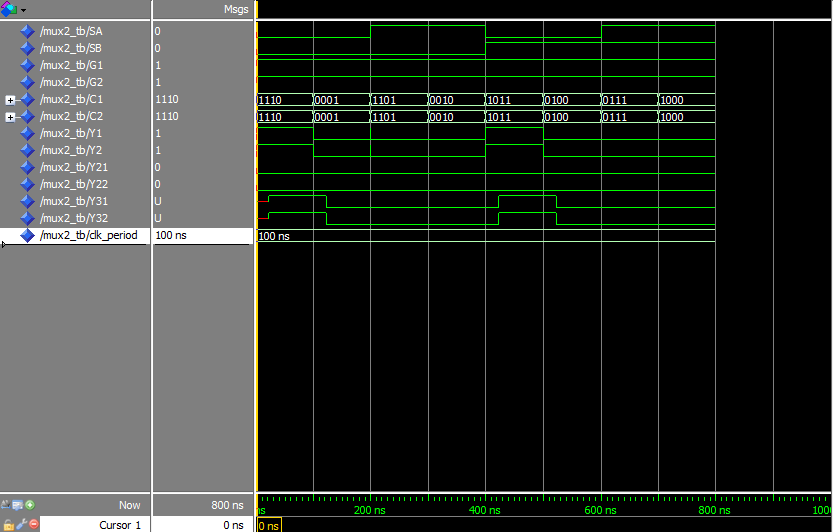 Msgs
/mux2_tb/SA 0
/mux2_tb/SB 0
/mux2_tb/G1 1
/mux2_tb/G2 1
/mux2_tb/C1 1110 1110 0001 1101 0010 1011 0100 0111 1000
/mux2_tb/C2 1110 1110 0001 1101 0010 1011 0100 0111 1000
/mux2_tb/Y1 1
/mux2_tb/Y2 1
/mux2_tb/Y21 0
/mux2_tb/Y22 0
/mux2_tb/Y31 U
/mux2_tb/Y32 U
/mux2_tb/clk_period 100 ns 100 ns
Now 800 ns ns 200 ns 400 ns 600 ns 800 ns 1000
Cursor 1 0 ns 0 ns